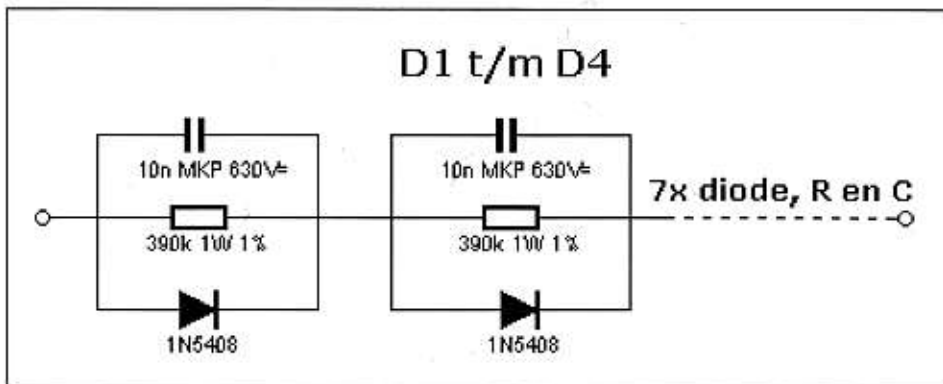 D1 t/m D4
10n MKP 630V=
10n MKP 630V=
7x diode, R en C
390k 1W 1%
390k 1W 1%
1N5408
1N5408